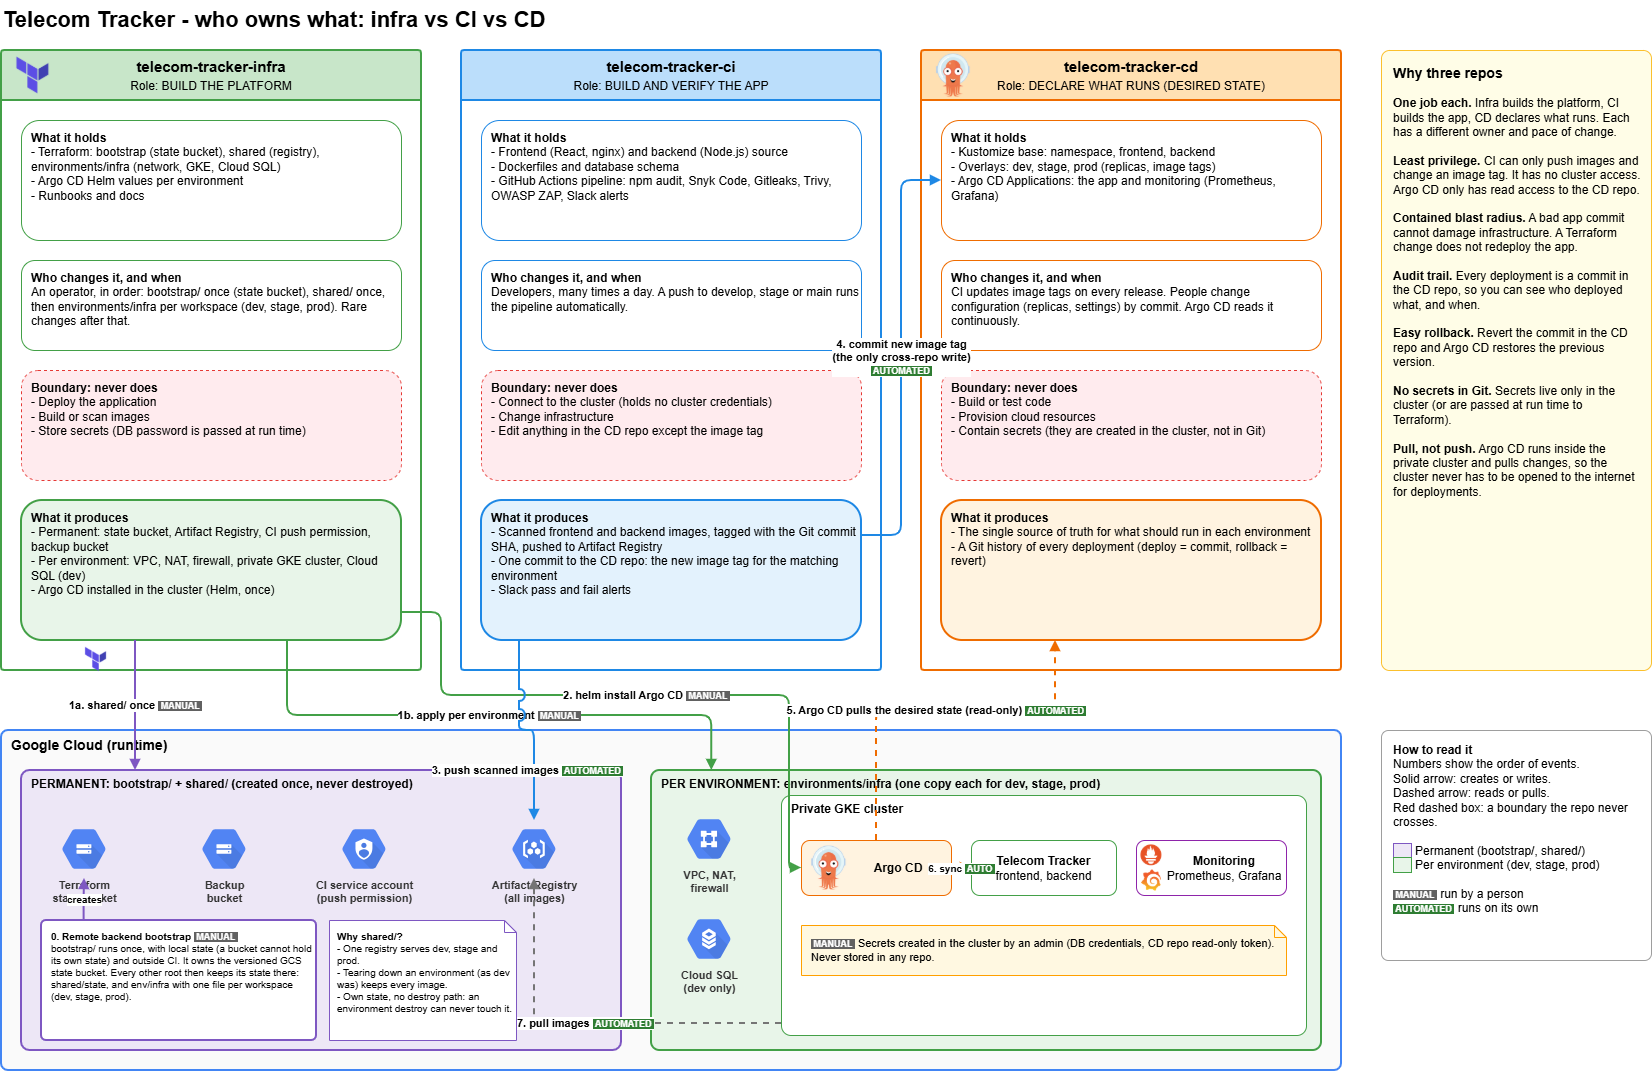 Telecom Tracker - who owns what: infra vs CI vs CD
telecom-tracker-infra
Role: BUILD THE PLATFORM
What it holds
- Terraform: bootstrap (state bucket), shared (registry),
environments/infra (network, GKE, Cloud SQL)
- Argo CD Helm values per environment
- Runbooks and docs
Who changes it, and when
An operator, in order: bootstrap/ once (state bucket), shared/ once,
then environments/infra per workspace (dev, stage, prod). Rare
changes after that.
Boundary: never does
- Deploy the application
- Build or scan images
- Store secrets (DB password is passed at run time)
What it produces
- Permanent: state bucket, Artifact Registry, CI push permission,
backup bucket
- Per environment: VPC, NAT, firewall, private GKE cluster, Cloud
SQL (dev)
- Argo CD installed in the cluster (Helm, once)
telecom-tracker-ci
Role: BUILD AND VERIFY THE APP
What it holds
- Frontend (React, nginx) and backend (Node.js) source
- Dockerfiles and database schema
- GitHub Actions pipeline: npm audit, Snyk Code, Gitleaks, Trivy,
OWASP ZAP, Slack alerts
Who changes it, and when
Developers, many times a day. A push to develop, stage or main runs
the pipeline automatically.
Boundary: never does
- Connect to the cluster (holds no cluster credentials)
- Change infrastructure
- Edit anything in the CD repo except the image tag
What it produces
- Scanned frontend and backend images, tagged with the Git commit
SHA, pushed to Artifact Registry
- One commit to the CD repo: the new image tag for the matching
environment
- Slack pass and fail alerts
4. commit new image tag
(the only cross-repo write)
AUTOMATED
telecom-tracker-cd
Role: DECLARE WHAT RUNS (DESIRED STATE)
What it holds
- Kustomize base: namespace, frontend, backend
- Overlays: dev, stage, prod (replicas, image tags)
- Argo CD Applications: the app and monitoring (Prometheus,
Grafana)
Who changes it, and when
CI updates image tags on every release. People change
configuration (replicas, settings) by commit. Argo CD reads it
continuously.
Boundary: never does
- Build or test code
- Provision cloud resources
- Contain secrets (they are created in the cluster, not in Git)
What it produces
- The single source of truth for what should run in each environment
- A Git history of every deployment (deploy = commit, rollback =
revert)
Why three repos
One job each. Infra builds the platform, CI
builds the app, CD declares what runs. Each
has a different owner and pace of change.
Least privilege. CI can only push images and
change an image tag. It has no cluster access.
Argo CD only has read access to the CD repo.
Contained blast radius. A bad app commit
cannot damage infrastructure. A Terraform
change does not redeploy the app.
Audit trail. Every deployment is a commit in
the CD repo, so you can see who deployed
what, and when.
Easy rollback. Revert the commit in the CD
repo and Argo CD restores the previous
version.
No secrets in Git. Secrets live only in the
cluster (or are passed at run time to
Terraform).
Pull, not push. Argo CD runs inside the
private cluster and pulls changes, so the
cluster never has to be opened to the internet
for deployments.
1a. shared/ once MANUAL
1b. apply per environment MANUAL
2. helm install Argo CD MANUAL
5. Argo CD pulls the desired state (read-only) AUTOMATED
Google Cloud (runtime)
3. push scanned images AUTOMATED
PERMANENT: bootstrap/ + shared/ (created once, never destroyed)
Terraform
state bucket
creates
Backup
bucket
CI service account
(push permission)
Artifact Registry
(all images)
0. Remote backend bootstrap MANUAL
bootstrap/ runs once, with local state (a bucket cannot hold
its own state) and outside CI. It owns the versioned GCS
state bucket. Every other root then keeps its state there:
shared/state, and env/infra with one file per workspace
(dev, stage, prod).
Why shared/?
- One registry serves dev, stage and
prod.
- Tearing down an environment (as dev
was) keeps every image.
- Own state, no destroy path: an
environment destroy can never touch it.
7. pull images AUTOMATED
PER ENVIRONMENT: environments/infra (one copy each for dev, stage, prod)
VPC, NAT,
firewall
Cloud SQL
(dev only)
Private GKE cluster
Argo CD
6. sync AUTO
Telecom Tracker
frontend, backend
Monitoring
Prometheus, Grafana
MANUAL Secrets created in the cluster by an admin (DB credentials, CD repo read-only token).
Never stored in any repo.
How to read it
Numbers show the order of events.
Solid arrow: creates or writes.
Dashed arrow: reads or pulls.
Red dashed box: a boundary the repo never
crosses.
Permanent (bootstrap/, shared/)
Per environment (dev, stage, prod)
MANUAL run by a person
AUTOMATED runs on its own